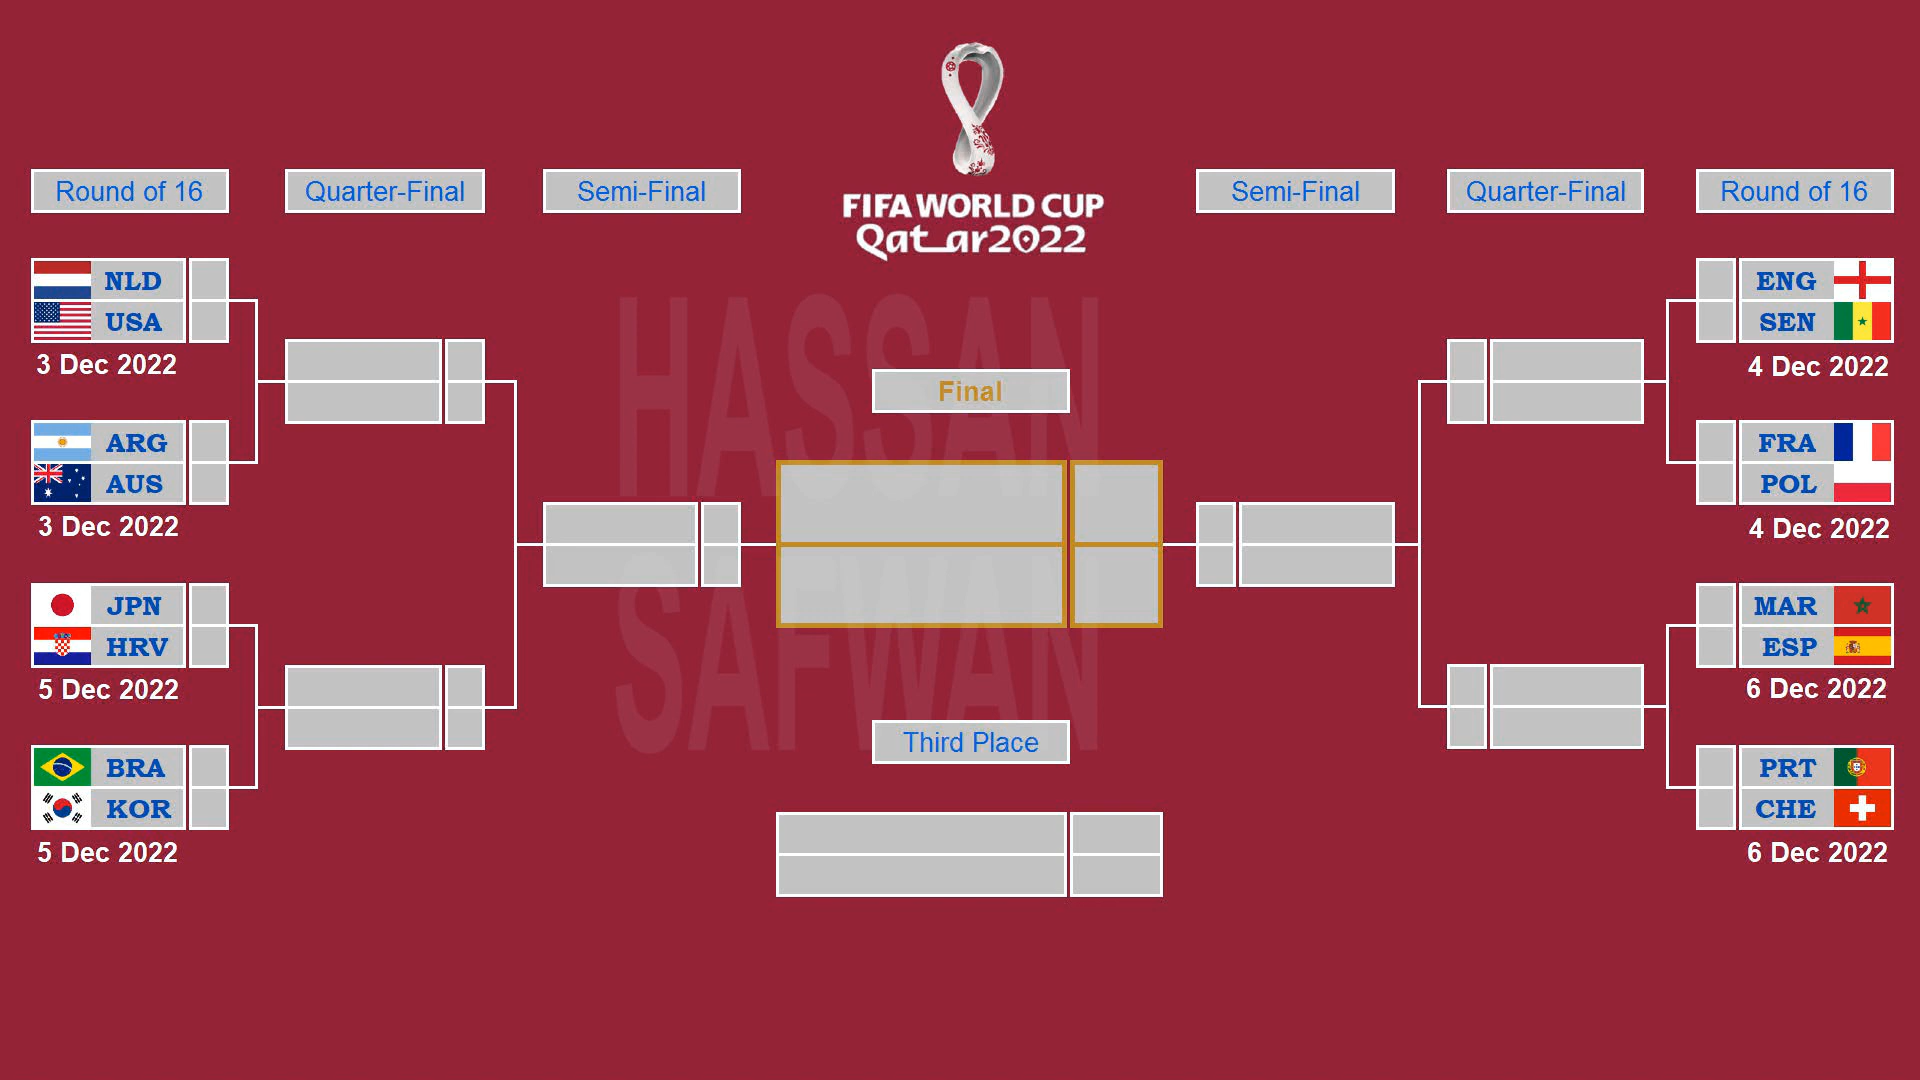 FIFA WORLD CUP
Qatar2022
Round of 16
Quarter-Final
Semi-Final
Semi-Final
Quarter-Final
Round of 16
NLD
USA
3 Dec 2022
ARG
AUS
3 Dec 2022
JPN
HRV
5 Dec 2022
BRA
KOR
5 Dec 2022
HASSAN
SAFWAN
Final
Third Place
ENG
SEN
4 Dec 2022
FRA
POL
4 Dec 2022
MAR
ESP
6 Dec 2022
PRT
CHE
6 Dec 2022